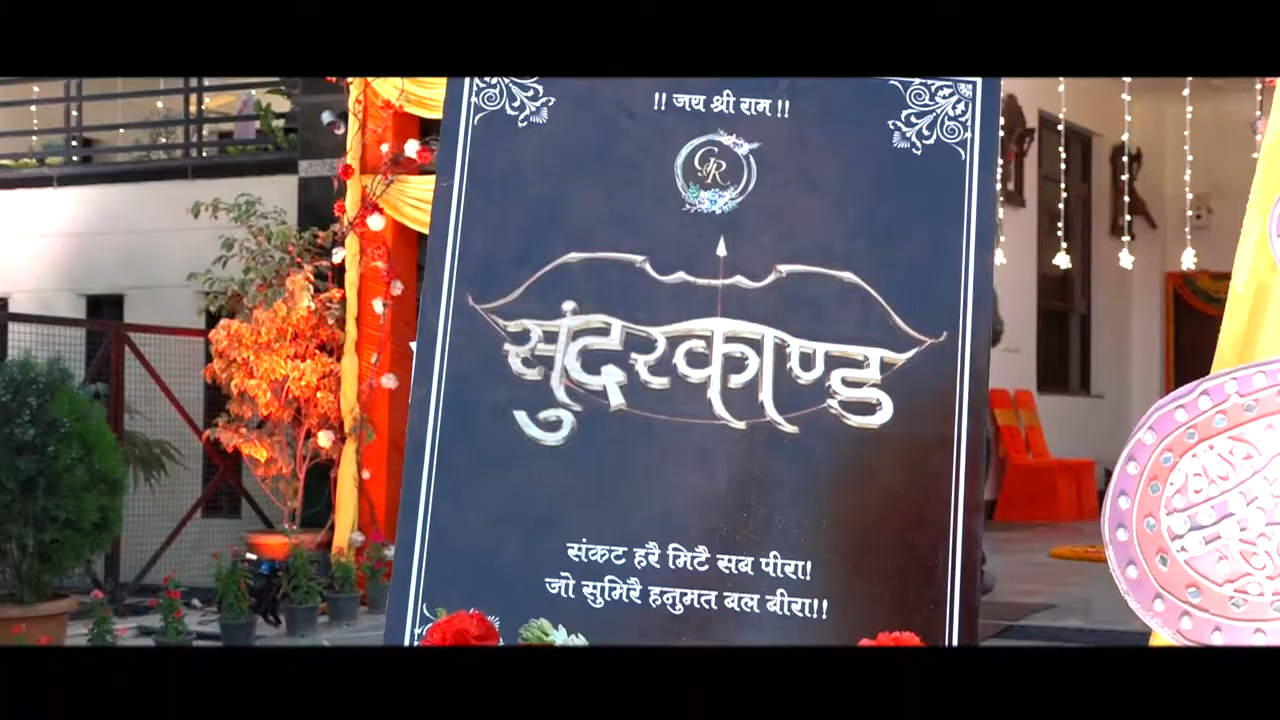 !! जय श्री राम !!
GR
सुंदरकाण्ड
संकट हरै मिटै सब पीरा!
जो सुमिरै हनुमत बल बीरा!!